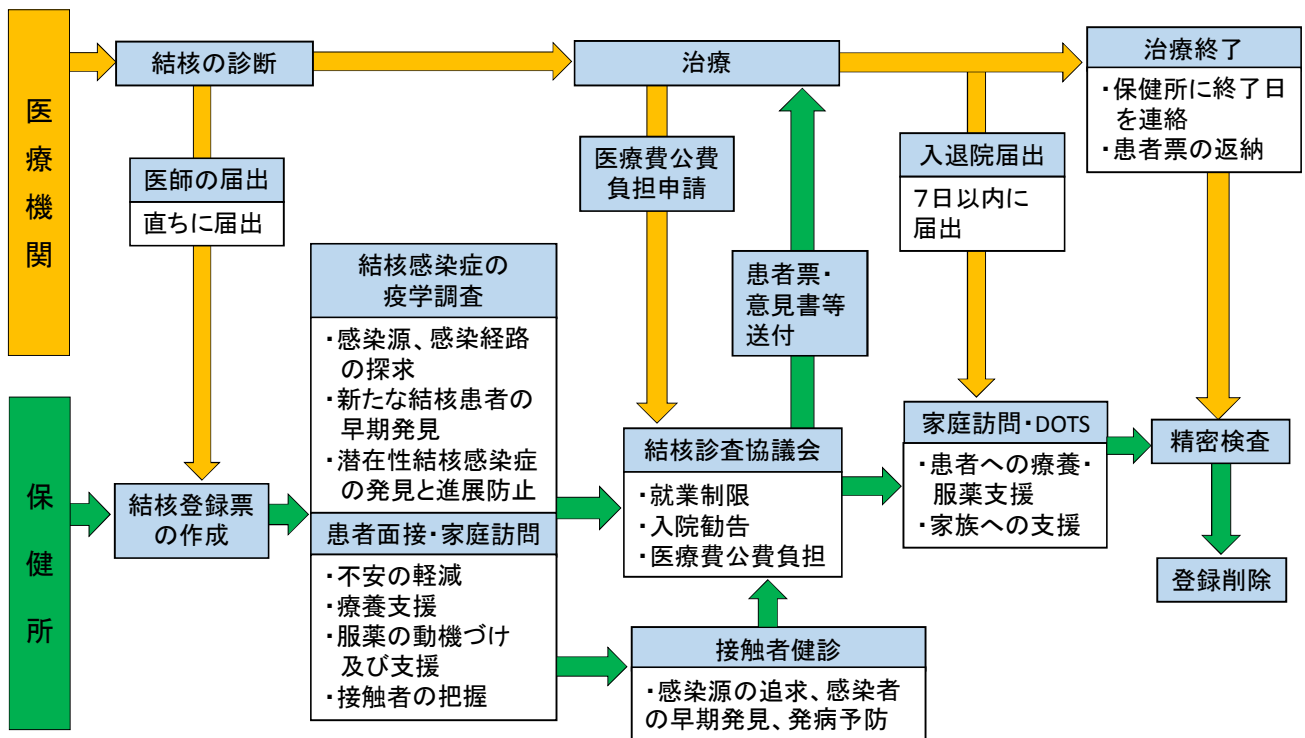 医療機関
結核の診断
治療
治療終了
・保健所に終了日
を連絡
・患者票の返納
医師の届出
直ちに届出
医療費公費
負担申請
入退院届出
7日以内に
届出
患者票・
意見書等
送付
保健所
結核登録票
の作成
結核感染症の
疫学調査
・感染源、感染経路
の探求
・新たな結核患者の
早期発見
・潜在性結核感染症
の発見と進展防止
患者面接・家庭訪問
・不安の軽減
・療養支援
・服薬の動機づけ
及び支援
・接触者の把握
結核診査協議会
・就業制限
・入院勧告
・医療費公費負担
接触者健診
・感染源の追求、感染者
の早期発見、発病予防
家庭訪問・DOTS
・患者への療養・
服薬支援
・家族への支援
精密検査
登録削除